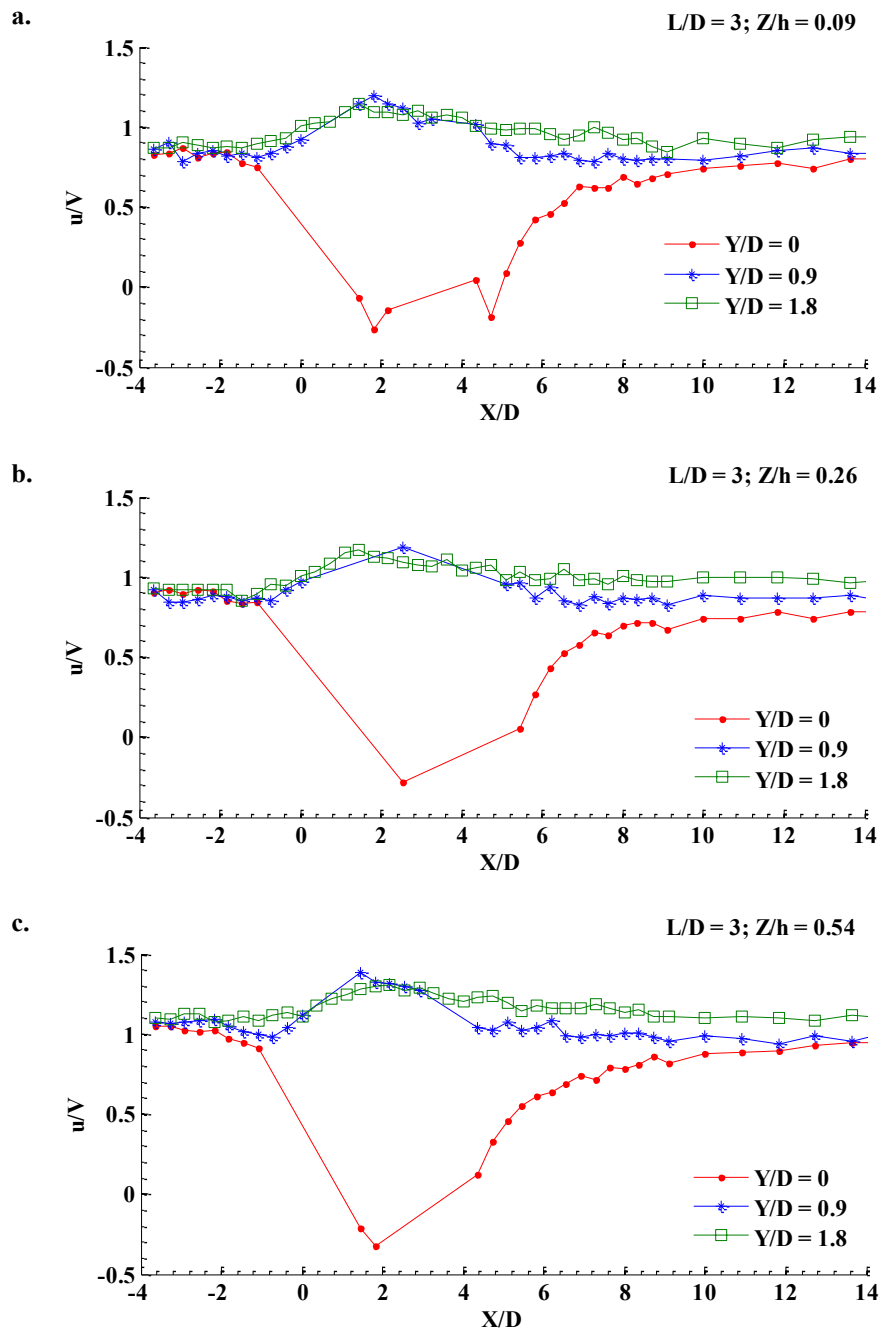 a.
L/D = 3; Z/h = 0.09
1.5
1
0.5
0
-0.5
u/V
Y/D = 0
Y/D = 0.9
Y/D = 1.8
-4 -2 0 2 4 6 8 10 12 14
X/D
b.
L/D = 3; Z/h = 0.26
1.5
1
0.5
0
-0.5
u/V
Y/D = 0
Y/D = 0.9
Y/D = 1.8
-4 -2 0 2 4 6 8 10 12 14
X/D
c.
L/D = 3; Z/h = 0.54
1.5
1
0.5
0
-0.5
u/V
Y/D = 0
Y/D = 0.9
Y/D = 1.8
-4 -2 0 2 4 6 8 10 12 14
X/D